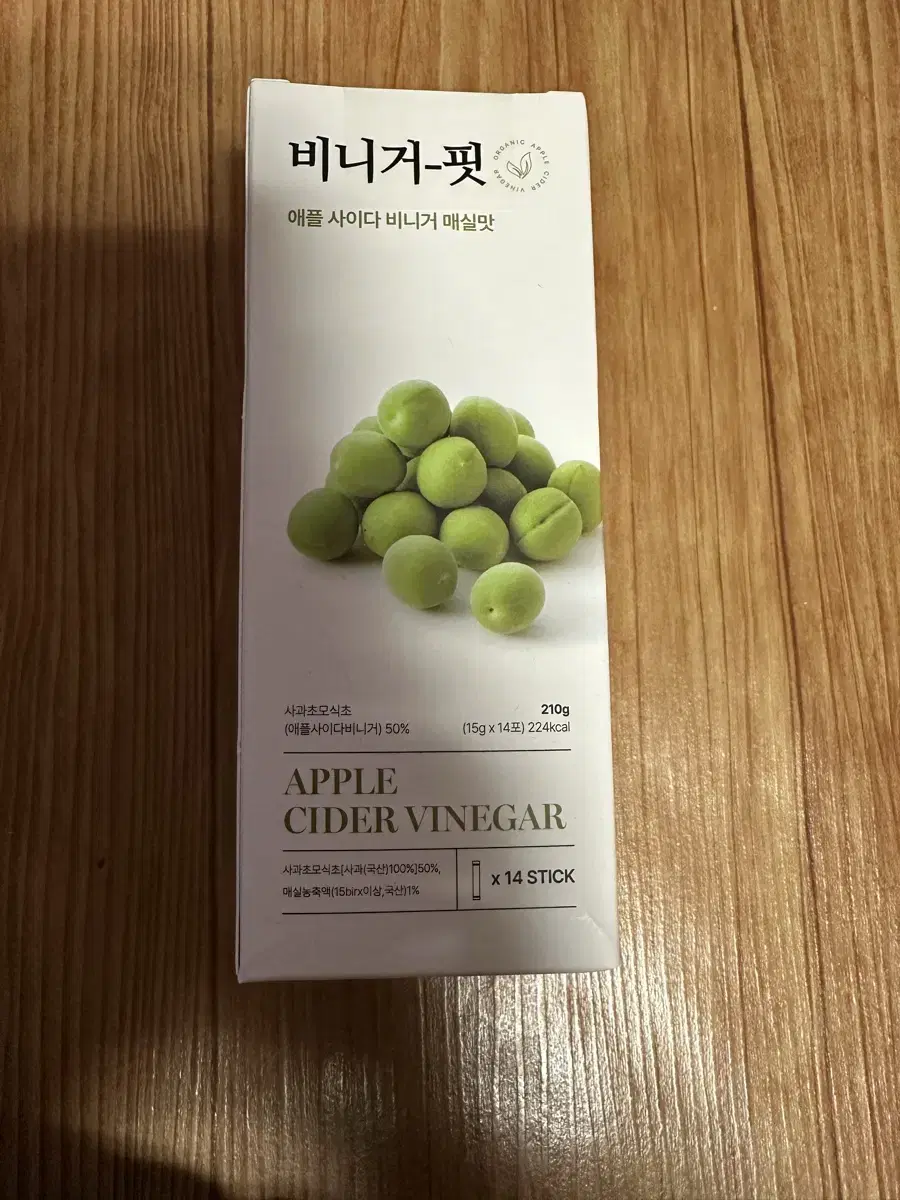 비니거-핏
ORGANIC APPLE CIDER VINEGAR
애플 사이다 비니거 매실맛
사과초모식초
(애플사이다비니거) 50%
210g
(15g x 14포) 224kcal
APPLE
CIDER VINEGAR
사과초모식초[사과(국산)100%]50%,
매실농축액(15birx이상,국산)1%
x 14 STICK